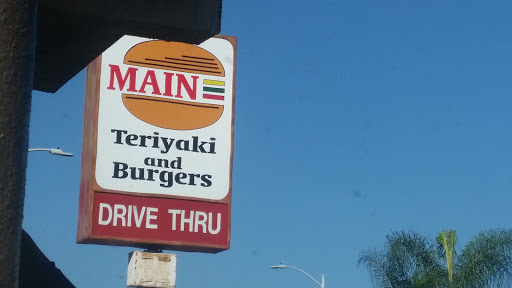 MAIN
Teriyaki
and
Burgers
DRIVE THRU